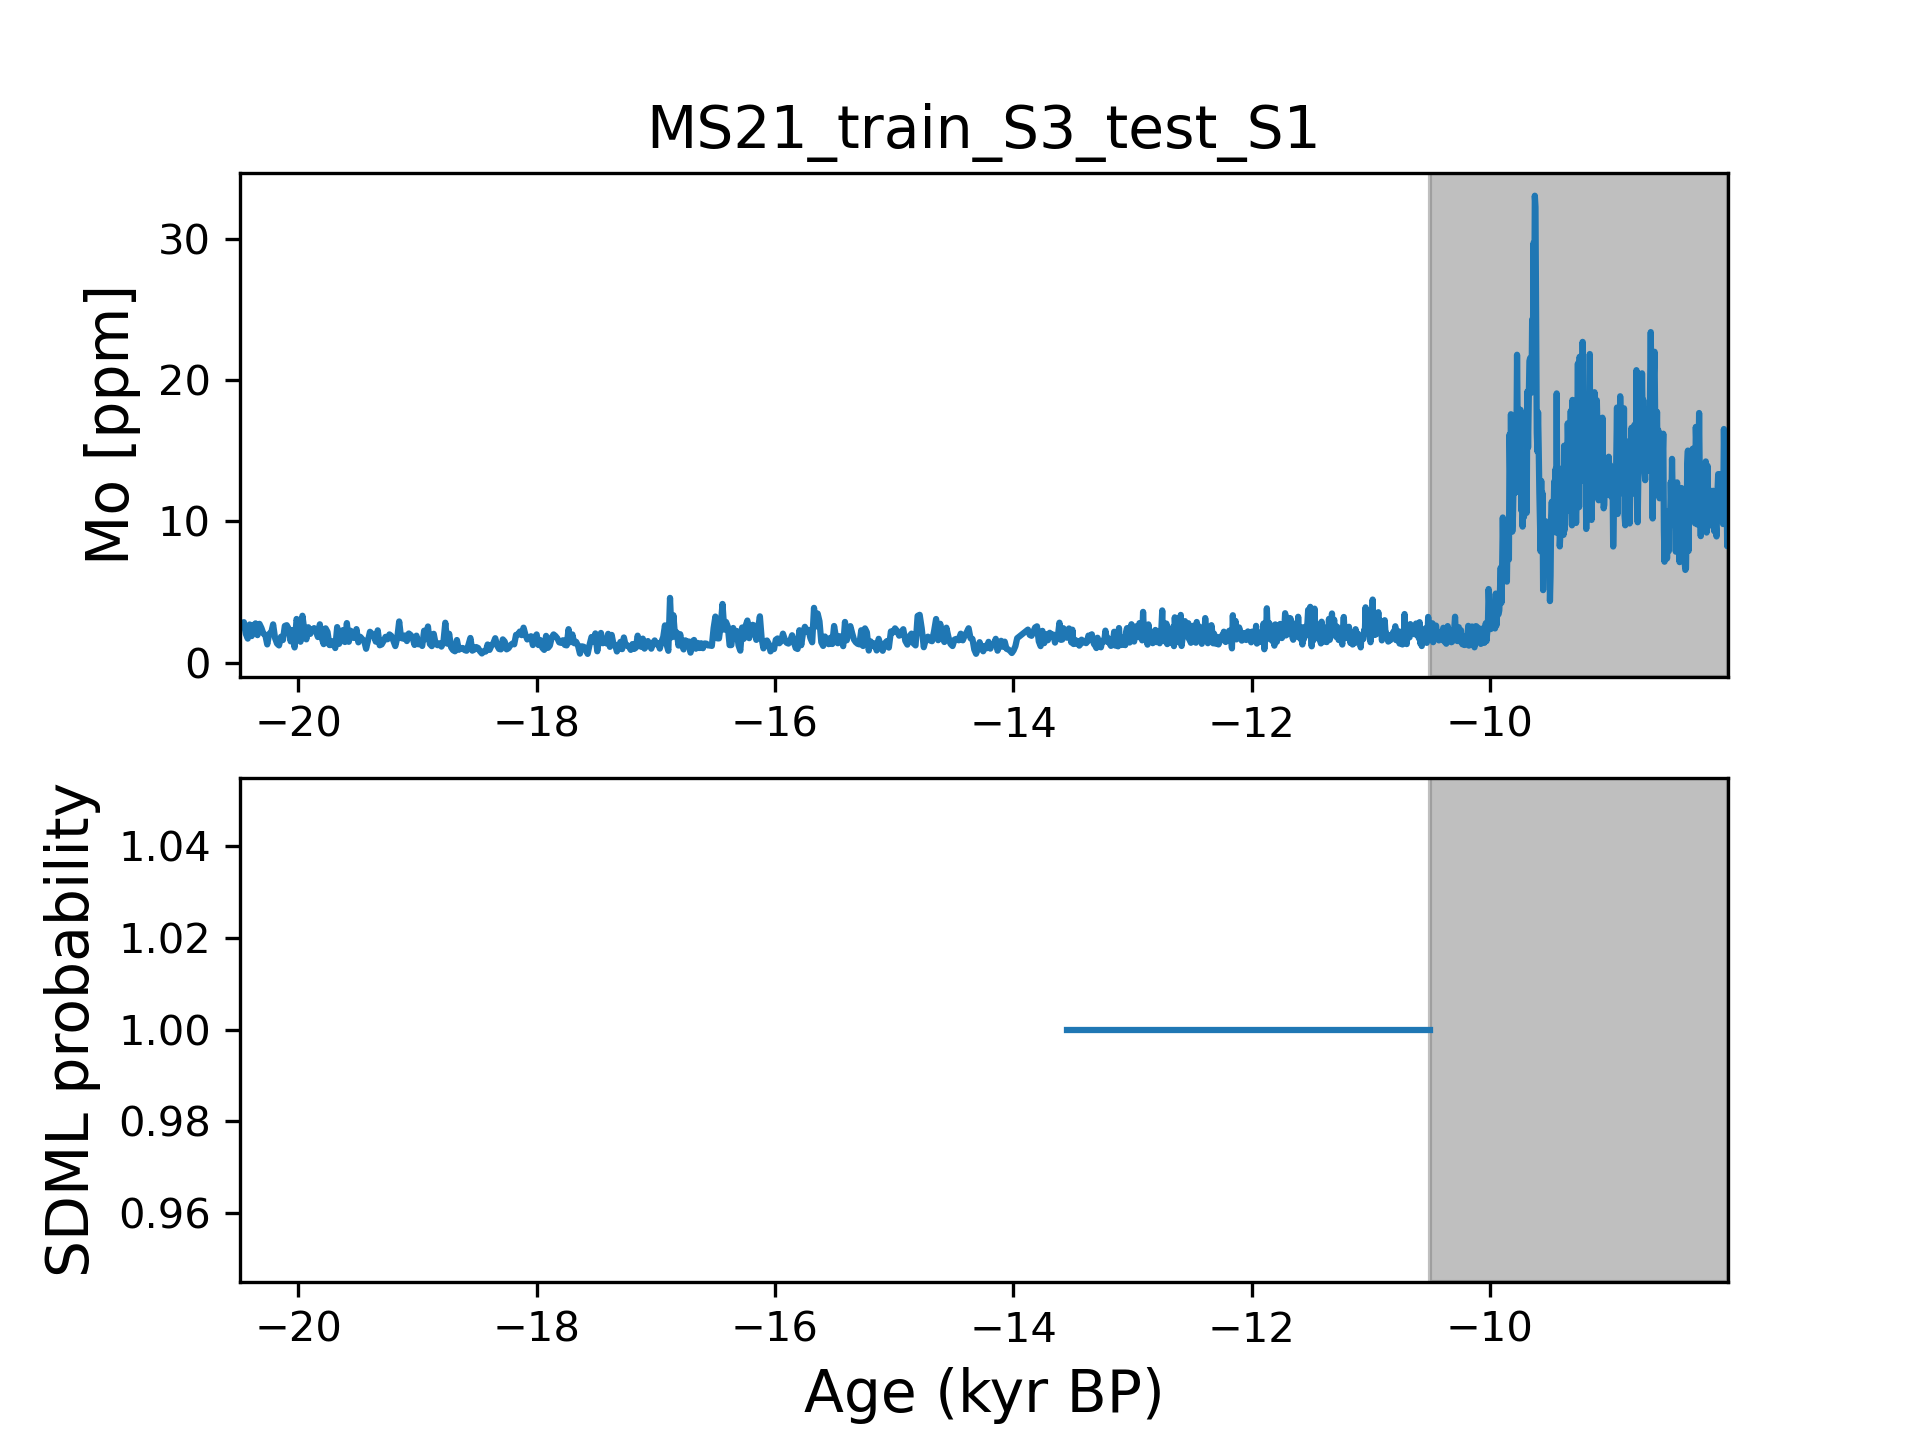 MS21_train_S3_test_S1
Mo [ppm]
30
20
10
0
−20 −18 −16 −14 −12 −10
SDML probability
1.04
1.02
1.00
0.98
0.96
−20 −18 −16 −14 −12 −10
Age (kyr BP)